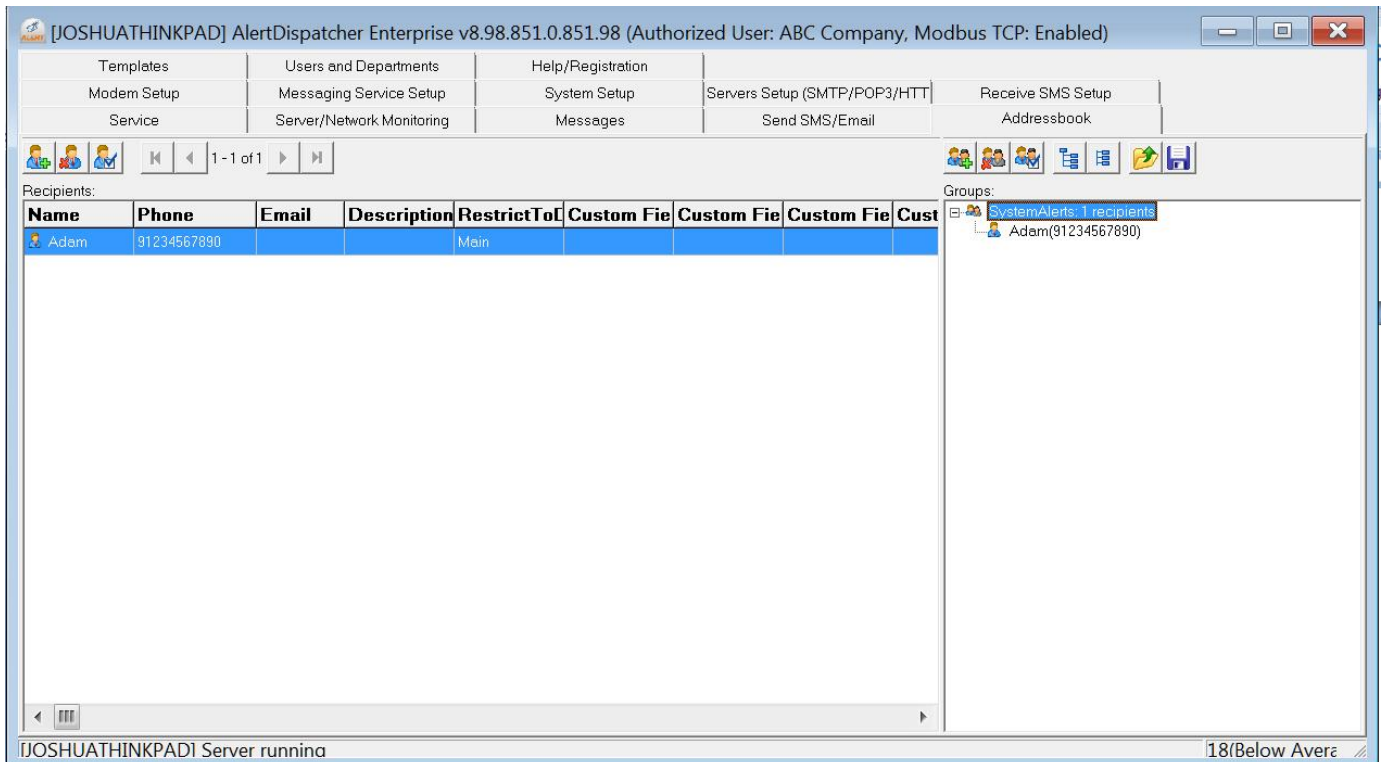 [JOSHUATHINKPAD] AlertDispatcher Enterprise v8.98.851.0.851.98 (Authorized User: ABC Company, Modbus TCP: Enabled)
Templates Users and Departments Help/Registration
Modem Setup Messaging Service Setup System Setup Servers Setup (SMTP/POP3/HTT Receive SMS Setup
Service Server/Network Monitoring Messages Send SMS/Email Addressbook
1 - 1 of 1
Recipients: Groups:
Name Phone Email Description RestrictToD Custom Fie Custom Fie Custom Fie Cust
SystemAlerts: 1 recipients
Adam(91234567890)
Adam 91234567890 Main
[JOSHUATHINKPAD] Server running 18(Below Avera